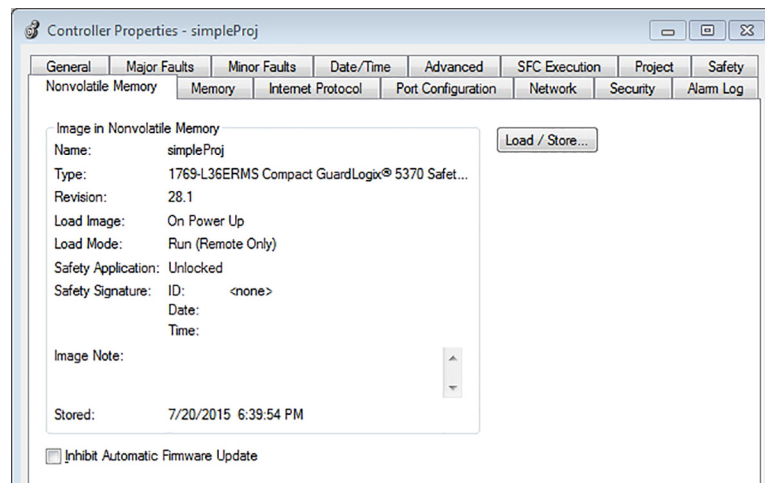 Controller Properties - simpleProj
General Major Faults Minor Faults Date/Time Advanced SFC Execution Project Safety
Nonvolatile Memory Memory Internet Protocol Port Configuration Network Security Alarm Log
Image in Nonvolatile Memory
Load / Store...
Name: simpleProj
Type: 1769-L36ERMS Compact GuardLogix® 5370 Safet...
Revision: 28.1
Load Image: On Power Up
Load Mode: Run (Remote Only)
Safety Application: Unlocked
Safety Signature: ID: <none>
Date:
Time:
Image Note:
Stored: 7/20/2015 6:39:54 PM
Inhibit Automatic Firmware Update